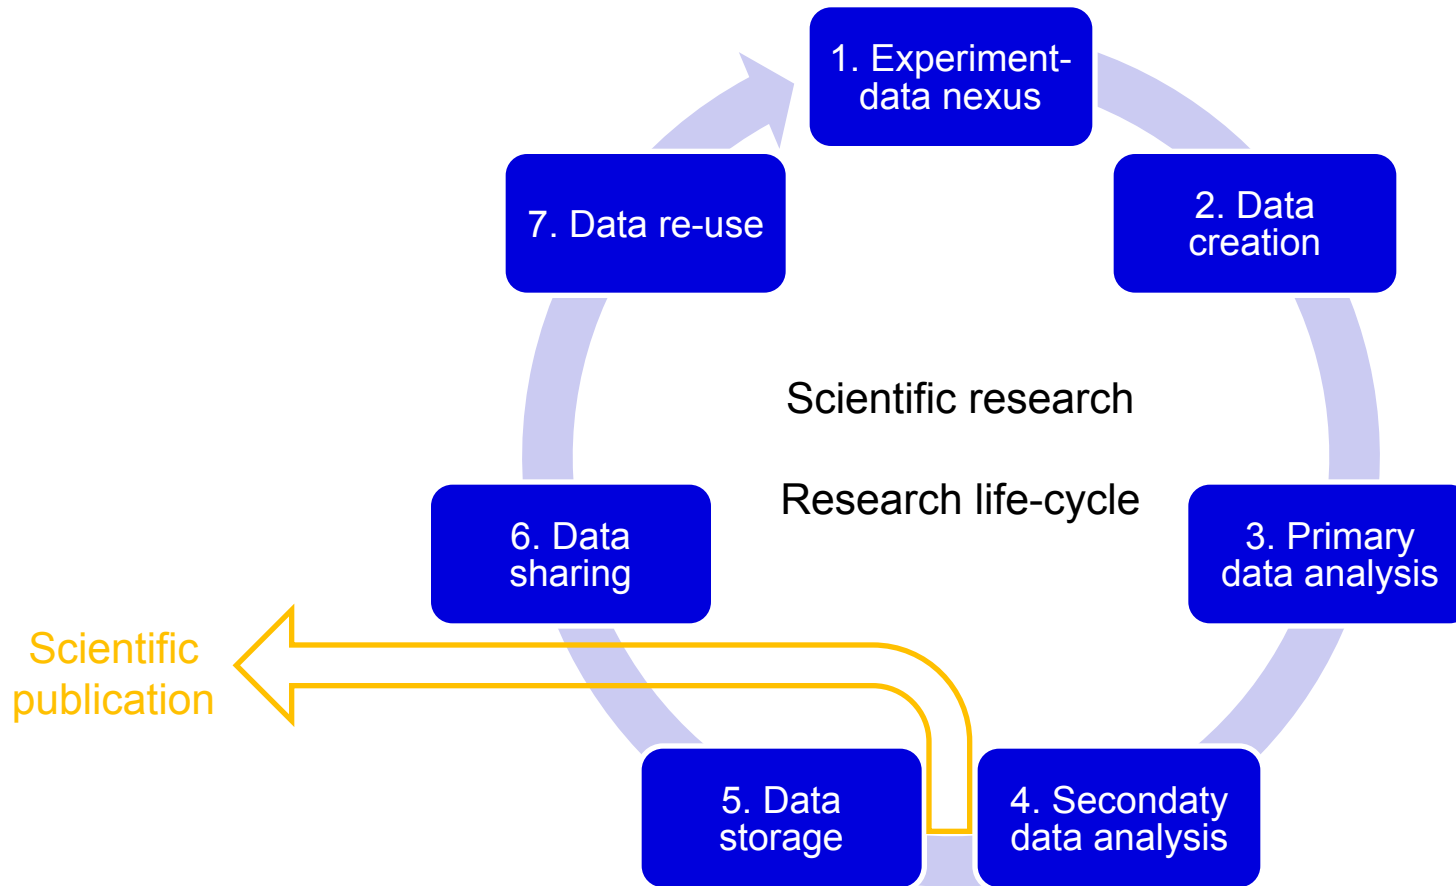 1. Experiment-
data nexus
2. Data
creation
3. Primary
data analysis
4. Secondaty
data analysis
5. Data
storage
6. Data
sharing
7. Data re-use
Scientific research
Research life-cycle
Scientific
publication